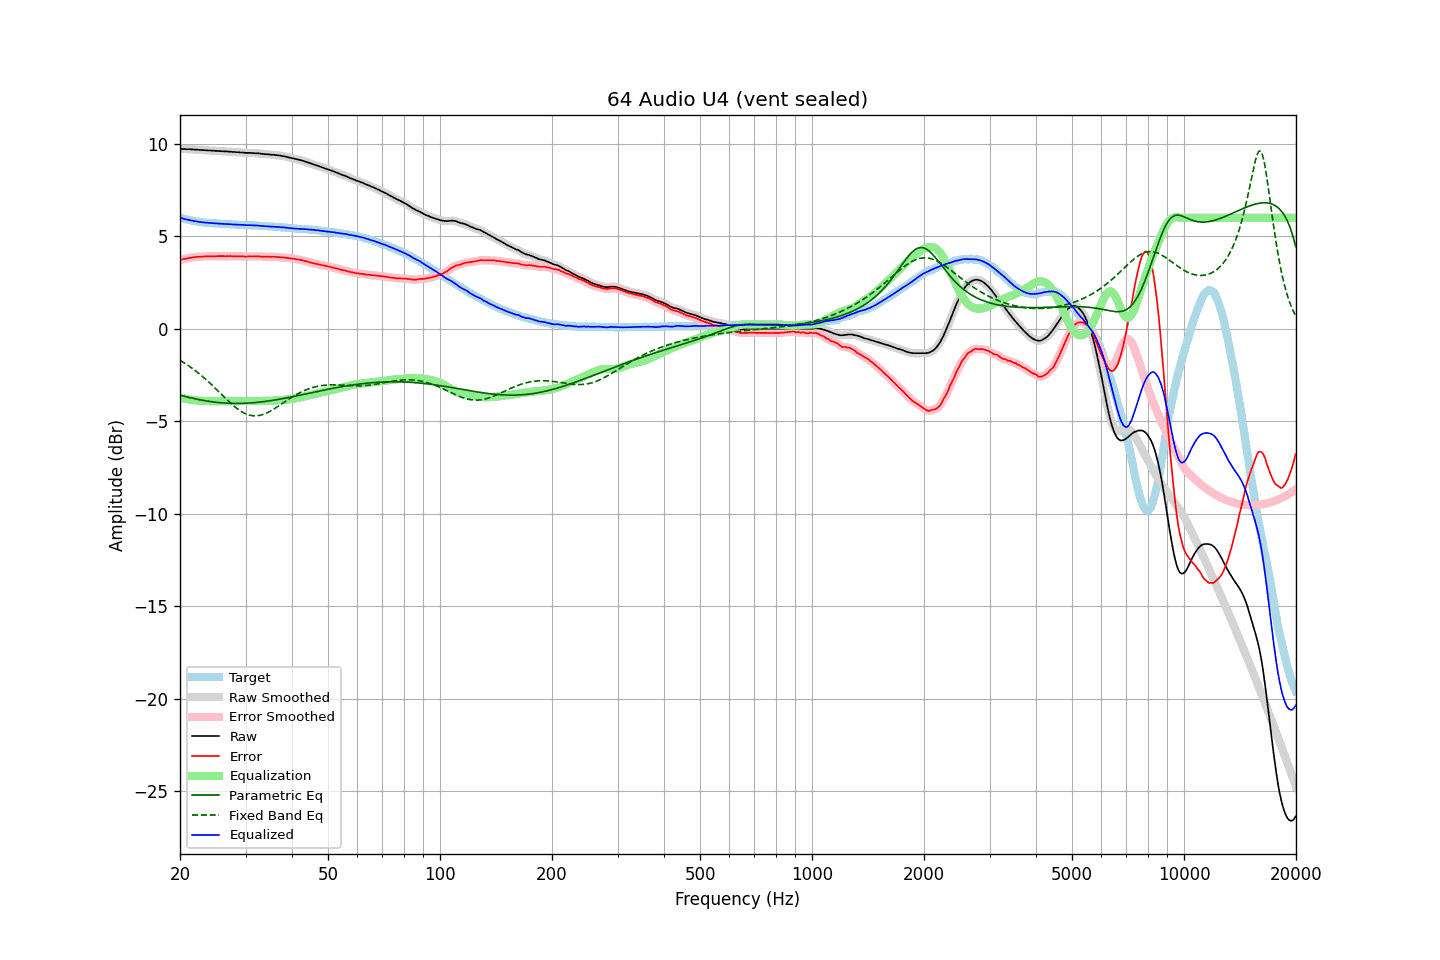 64 Audio U4 (vent sealed)
Amplitude (dBr)
10
5
0
−5
−10
−15
−20
−25
Target
Raw Smoothed
Error Smoothed
Raw
Error
Equalization
Parametric Eq
Fixed Band Eq
Equalized
20 50 100 200 500 1000 2000 5000 10000 20000
Frequency (Hz)